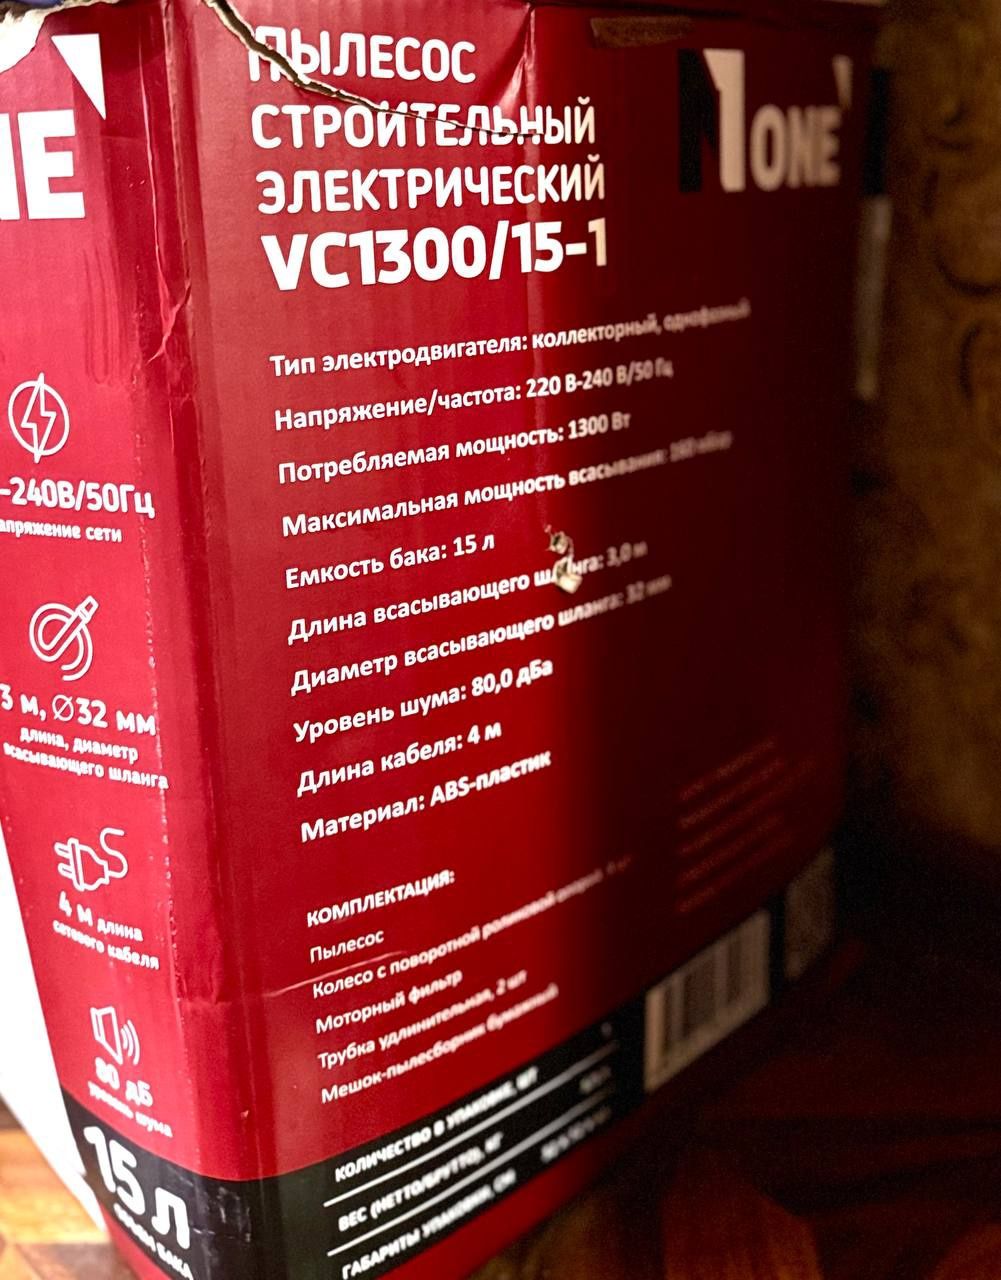 NE
-240В/50Гц
напряжение сети
3 м, ∅32 мм
длина, диаметр
всасывающего шланга
4 м длина
сетевого кабеля
80 дБ
уровень шума
15 л
ПЫЛЕСОС
СТРОИТЕЛЬНЫЙ
ЭЛЕКТРИЧЕСКИЙ
VC1300/15-1
N1 ONE
Тип электродвигателя: коллекторный, однофазный
Напряжение/частота: 220 В-240 В/50 Гц
Потребляемая мощность: 1300 Вт
Максимальная мощность всасывания:
Емкость бака: 15 л
Длина всасывающего шланга: 3,0 м
Диаметр всасывающего шланга: 32 мм
Уровень шума: 80,0 дБа
Длина кабеля: 4 м
Материал: ABS-пластик
КОМПЛЕКТАЦИЯ:
Пылесос
Колесо с поворотной роликовой опорой
Моторный фильтр
Трубка удлинительная, 2 шт
Мешок-пылесборник бумажный
КОЛИЧЕСТВО В УПАКОВКЕ, ШТ
ВЕС (НЕТТО/БРУТТО), КГ
ГАБАРИТЫ УПАКОВКИ, СМ